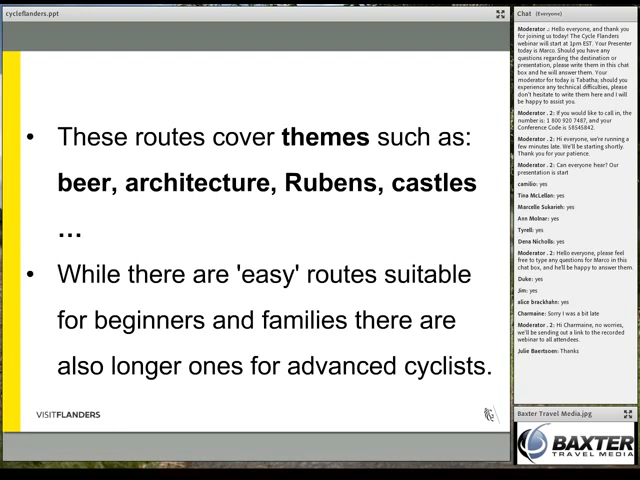 cycleflanders.ppt
• These routes cover themes such as:
beer, architecture, Rubens, castles
...
• While there are 'easy' routes suitable
for beginners and families there are
also longer ones for advanced cyclists.
VISITFLANDERS
Chat (Everyone)
Moderator .: Hello everyone, and thank you
for joining us today! The Cycle Flanders
webinar will start at 1pm EST. Your Presenter
today is Marco. Should you have any
questions regarding the destination or
presentation, please write them in this chat
box and he will answer them. Your
moderator for today is Tabatha; should you
experience any technical difficulties, please
don't hesitate to write them here and I will
be happy to assist you.
Moderator . 2: If you would like to call in, the
number is: 1 800 920 7487, and your
Conference Code is 58545842.
Moderator . 2: Hi everyone, we're running a
few minutes late. We'll be starting shortly.
Thank you for your patience.
Moderator . 2: Can everyone hear? Our
presentation is start
camilio: yes
Tina McLellan: yes
Marcelle Sukarieh: yes
Ann Molnar: yes
Tyrell: yes
Dena Nicholls: yes
Moderator . 2: Hello everyone, please feel
free to type any questions for Marco in this
chat box, and he'll be happy to answer them.
Duke: yes
Jim: yes
alice brackhahn: yes
Charmaine: Sorry I was a bit late
Moderator . 2: Hi Charmaine, no worries,
we'll be sending out a link to the recorded
webinar to all attendees.
Julie Baertsoen: Thanks
Baxter Travel Media.jpg
BAXTER
TRAVEL MEDIA